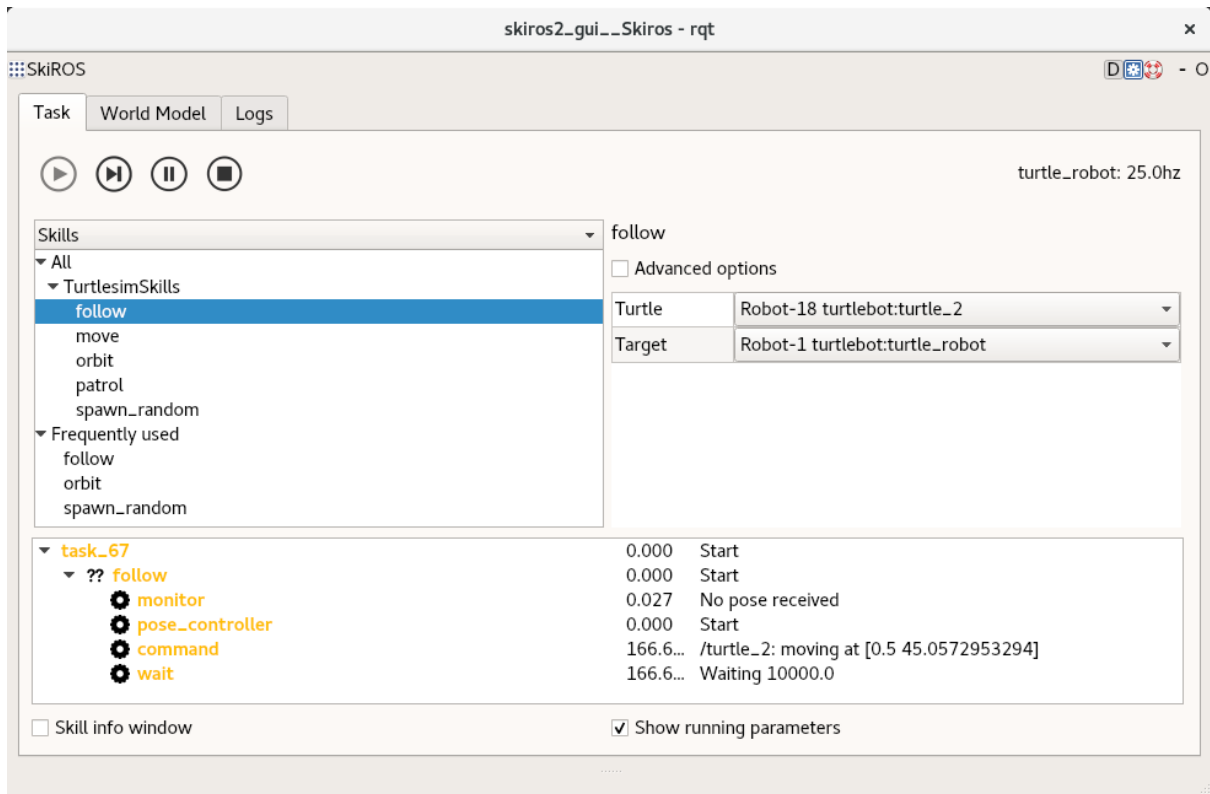 skiros2_gui__Skiros - rqt ×
SkiROS D - O
Task World Model Logs
turtle_robot: 25.0hz
Skills
All
TurtlesimSkills
follow
move
orbit
patrol
spawn_random
Frequently used
follow
orbit
spawn_random
follow
Advanced options
Turtle Robot-18 turtlebot:turtle_2
Target Robot-1 turtlebot:turtle_robot
task_67 0.000 Start
?? follow 0.000 Start
monitor 0.027 No pose received
pose_controller 0.000 Start
command 166.6... /turtle_2: moving at [0.5 45.0572953294]
wait 166.6... Waiting 10000.0
Skill info window
Show running parameters